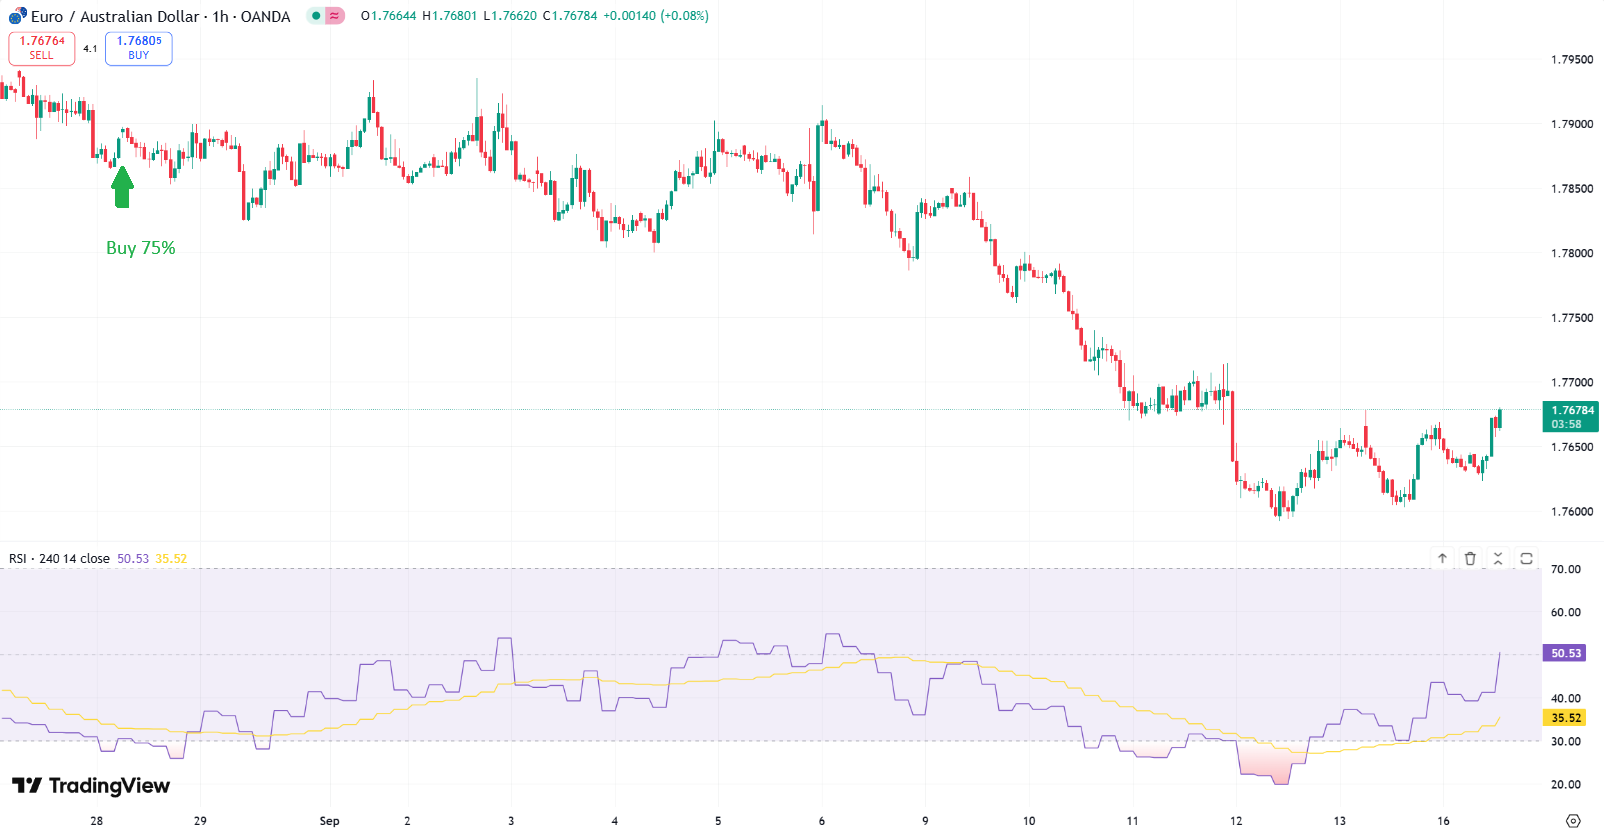 Euro / Australian Dollar · 1h · OANDA
O1.76644 H1.76801 L1.76620 C1.76784 +0.00140 (+0.08%)
1.76764
SELL
4.1
1.76805
BUY
1.79500
1.79000
1.78500
1.78000
1.77500
1.77000
1.76784
03:58
1.76500
1.76000
Buy 75%
RSI · 240 14 close 50.53 35.52
70.00
60.00
50.53
40.00
35.52
30.00
20.00
TradingView
28 29 Sep 2 3 4 5 6 9 10 11 12 13 16